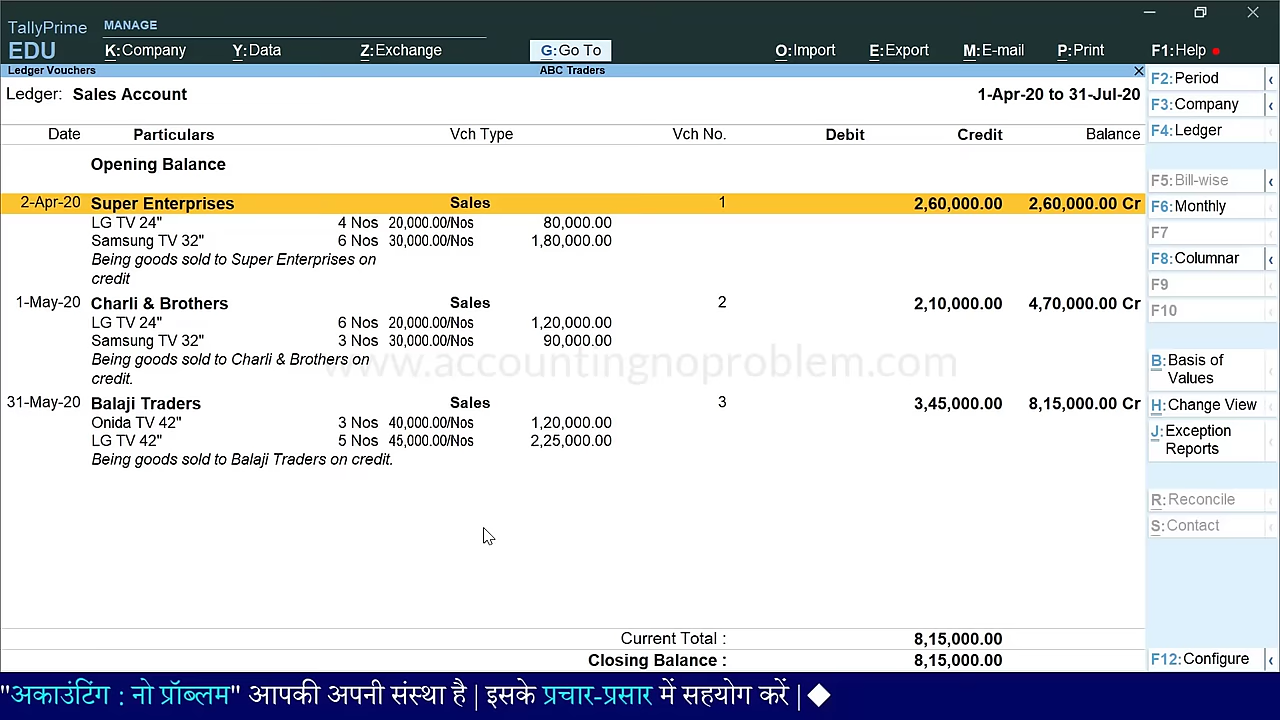 TallyPrime MANAGE
EDU K:Company Y:Data Z:Exchange G:Go To O:Import E:Export M:E-mail P:Print F1:Help
Ledger Vouchers ABC Traders
Ledger: Sales Account 1-Apr-20 to 31-Jul-20
Date Particulars Vch Type Vch No. Debit Credit Balance
Opening Balance
2-Apr-20 Super Enterprises Sales 1 2,60,000.00 2,60,000.00 Cr
LG TV 24" 4 Nos 20,000.00/Nos 80,000.00
Samsung TV 32" 6 Nos 30,000.00/Nos 1,80,000.00
Being goods sold to Super Enterprises on
credit
1-May-20 Charli & Brothers Sales 2 2,10,000.00 4,70,000.00 Cr
LG TV 24" 6 Nos 20,000.00/Nos 1,20,000.00
Samsung TV 32" 3 Nos 30,000.00/Nos 90,000.00
Being goods sold to Charli & Brothers on
credit.
www.accountingnoproblem.com
31-May-20 Balaji Traders Sales 3 3,45,000.00 8,15,000.00 Cr
Onida TV 42" 3 Nos 40,000.00/Nos 1,20,000.00
LG TV 42" 5 Nos 45,000.00/Nos 2,25,000.00
Being goods sold to Balaji Traders on credit.
Current Total : 8,15,000.00
Closing Balance : 8,15,000.00
F2:Period
F3:Company
F4:Ledger
F5:Bill-wise
F6:Monthly
F7
F8:Columnar
F9
F10
B:Basis of
Values
H:Change View
J:Exception
Reports
R:Reconcile
S:Contact
F12:Configure
"अकाउंटिंग : नो प्रॉब्लम" आपकी अपनी संस्था है | इसके प्रचार-प्रसार में सहयोग करें |